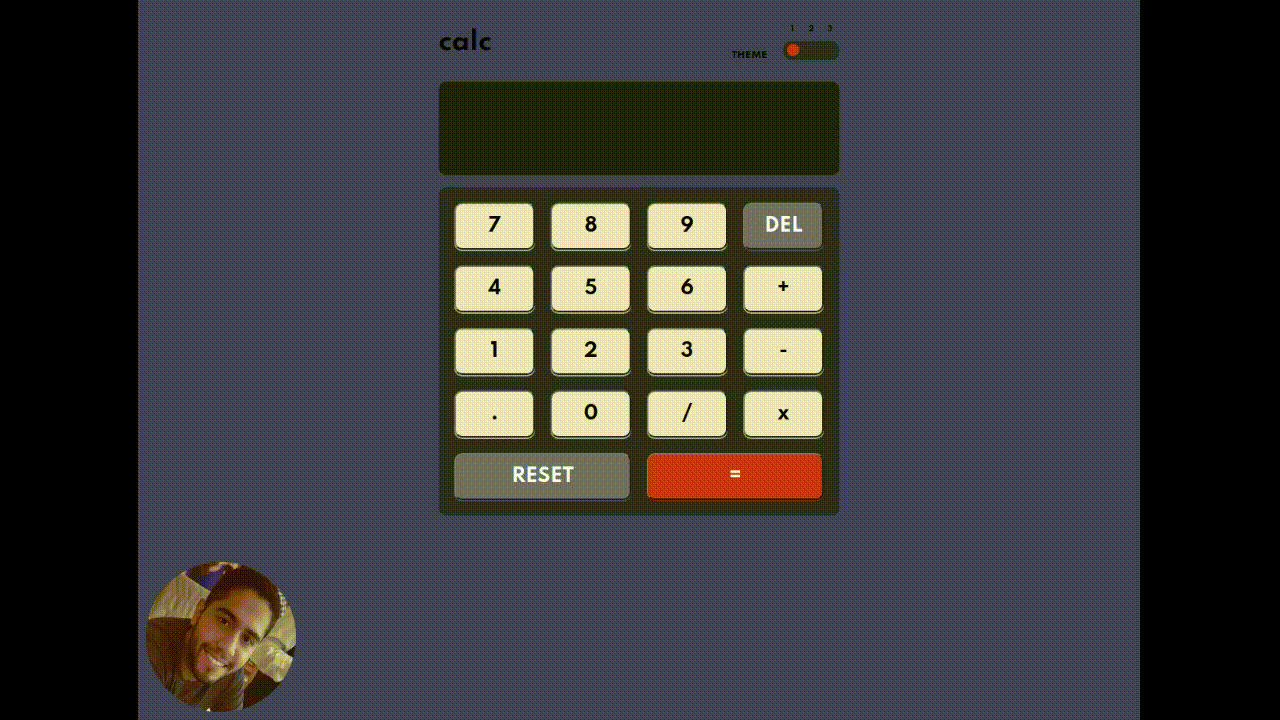 calc
1 2 3
THEME
7 8 9 DEL
4 5 6 +
1 2 3 -
. 0 / x
RESET =